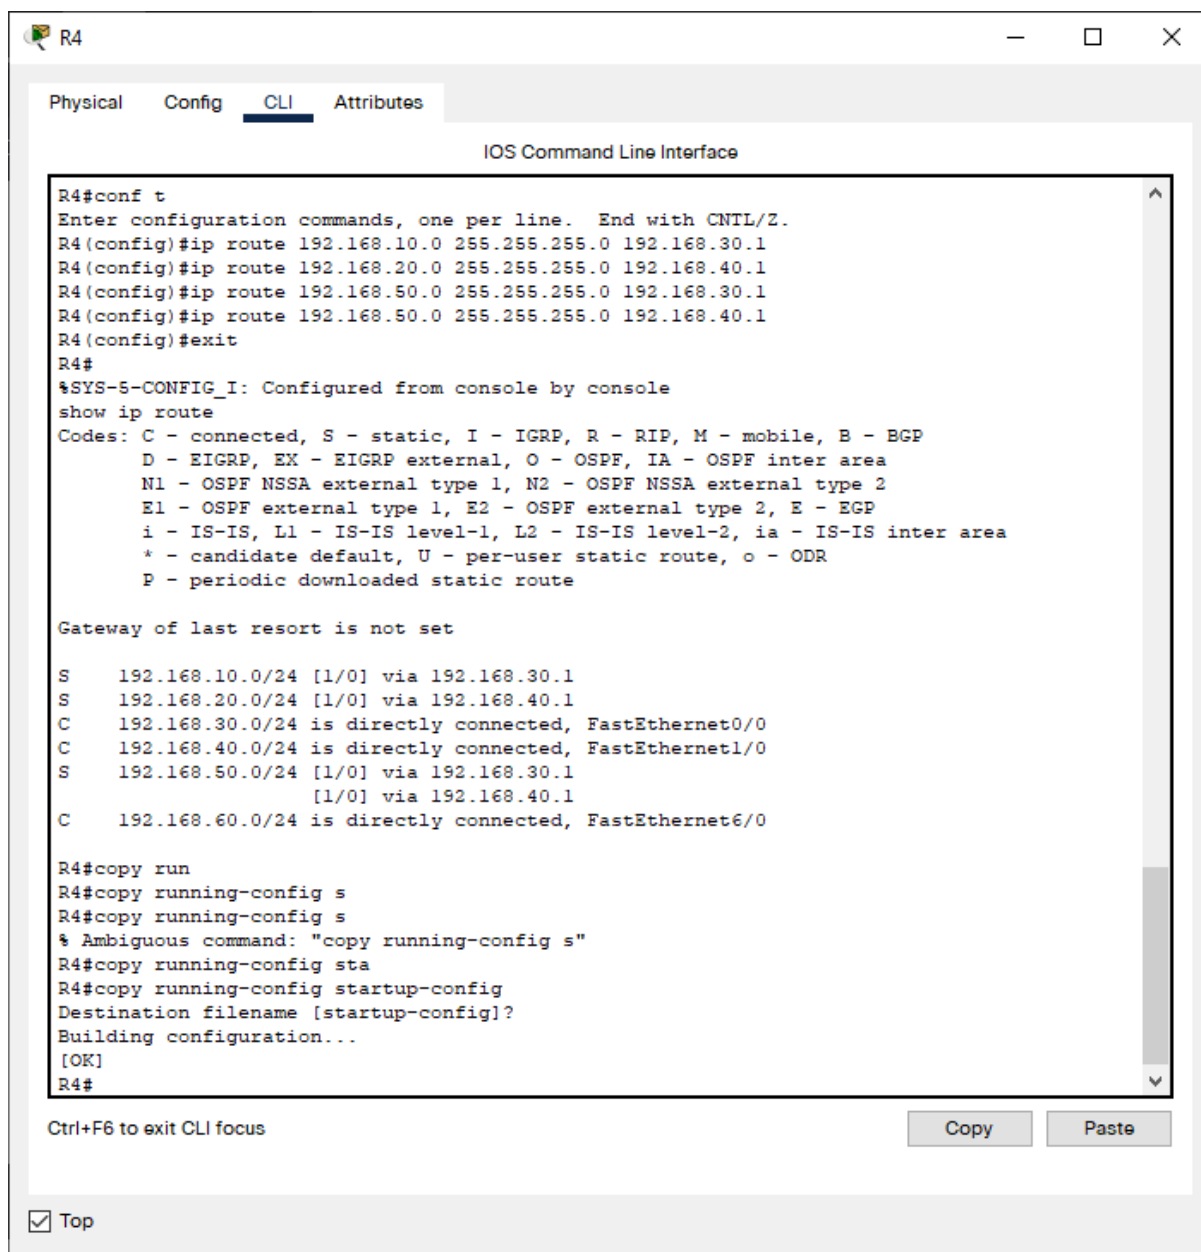 R4
Physical Config CLI Attributes
IOS Command Line Interface
R4#conf t
Enter configuration commands, one per line.  End with CNTL/Z.
R4(config)#ip route 192.168.10.0 255.255.255.0 192.168.30.1
R4(config)#ip route 192.168.20.0 255.255.255.0 192.168.40.1
R4(config)#ip route 192.168.50.0 255.255.255.0 192.168.30.1
R4(config)#ip route 192.168.50.0 255.255.255.0 192.168.40.1
R4(config)#exit
R4#
%SYS-5-CONFIG_I: Configured from console by console
show ip route
Codes: C - connected, S - static, I - IGRP, R - RIP, M - mobile, B - BGP
       D - EIGRP, EX - EIGRP external, O - OSPF, IA - OSPF inter area
       N1 - OSPF NSSA external type 1, N2 - OSPF NSSA external type 2
       E1 - OSPF external type 1, E2 - OSPF external type 2, E - EGP
       i - IS-IS, L1 - IS-IS level-1, L2 - IS-IS level-2, ia - IS-IS inter area
       * - candidate default, U - per-user static route, o - ODR
       P - periodic downloaded static route
Gateway of last resort is not set
S    192.168.10.0/24 [1/0] via 192.168.30.1
S    192.168.20.0/24 [1/0] via 192.168.40.1
C    192.168.30.0/24 is directly connected, FastEthernet0/0
C    192.168.40.0/24 is directly connected, FastEthernet1/0
S    192.168.50.0/24 [1/0] via 192.168.30.1
                     [1/0] via 192.168.40.1
C    192.168.60.0/24 is directly connected, FastEthernet6/0
R4#copy run
R4#copy running-config s
R4#copy running-config s
% Ambiguous command: "copy running-config s"
R4#copy running-config sta
R4#copy running-config startup-config
Destination filename [startup-config]?
Building configuration...
[OK]
R4#
Ctrl+F6 to exit CLI focus
Copy Paste
Top